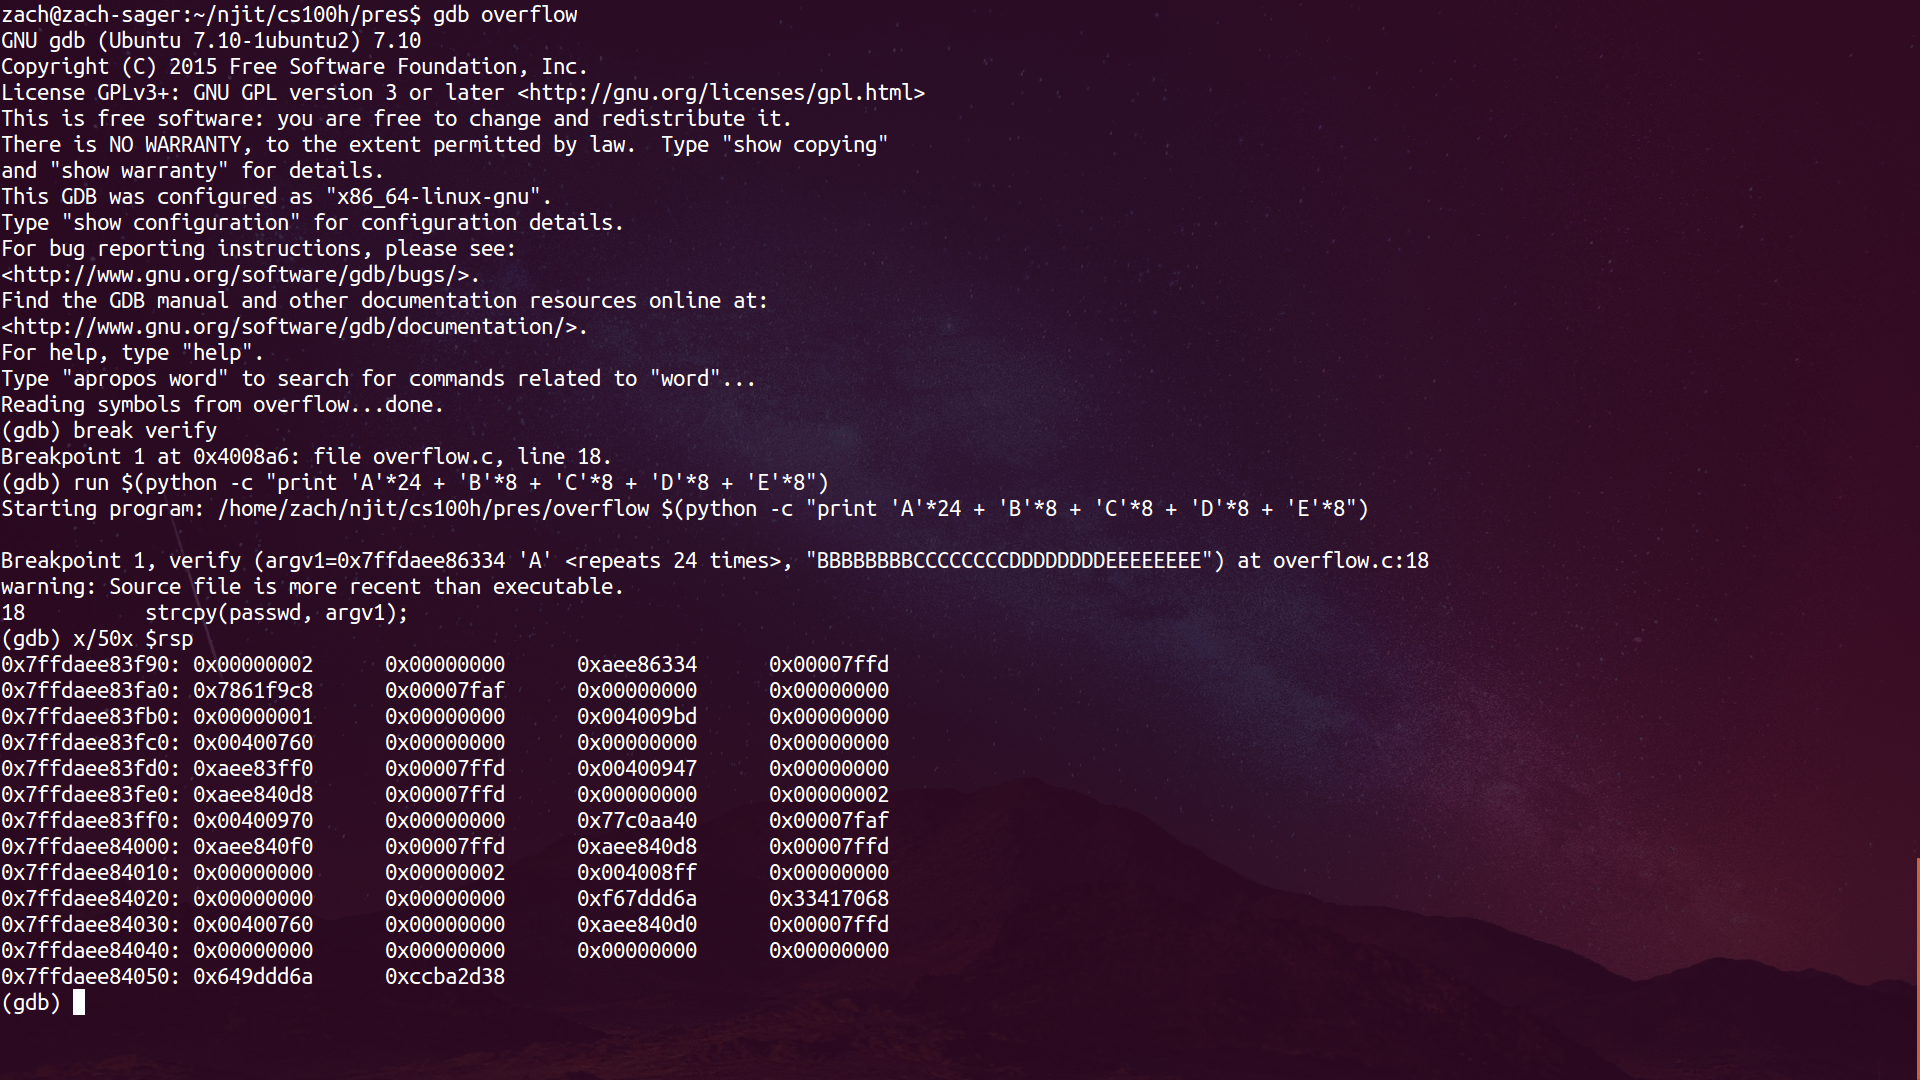 zach@zach-sager:~/njit/cs100h/pres$ gdb overflow
GNU gdb (Ubuntu 7.10-1ubuntu2) 7.10
Copyright (C) 2015 Free Software Foundation, Inc.
License GPLv3+: GNU GPL version 3 or later <http://gnu.org/licenses/gpl.html>
This is free software: you are free to change and redistribute it.
There is NO WARRANTY, to the extent permitted by law.  Type "show copying"
and "show warranty" for details.
This GDB was configured as "x86_64-linux-gnu".
Type "show configuration" for configuration details.
For bug reporting instructions, please see:
<http://www.gnu.org/software/gdb/bugs/>.
Find the GDB manual and other documentation resources online at:
<http://www.gnu.org/software/gdb/documentation/>.
For help, type "help".
Type "apropos word" to search for commands related to "word"...
Reading symbols from overflow...done.
(gdb) break verify
Breakpoint 1 at 0x4008a6: file overflow.c, line 18.
(gdb) run $(python -c "print 'A'*24 + 'B'*8 + 'C'*8 + 'D'*8 + 'E'*8")
Starting program: /home/zach/njit/cs100h/pres/overflow $(python -c "print 'A'*24 + 'B'*8 + 'C'*8 + 'D'*8 + 'E'*8")
Breakpoint 1, verify (argv1=0x7ffdaee86334 'A' <repeats 24 times>, "BBBBBBBBCCCCCCCCDDDDDDDDEEEEEEEE") at overflow.c:18
warning: Source file is more recent than executable.
18          strcpy(passwd, argv1);
(gdb) x/50x $rsp
0x7ffdaee83f90: 0x00000002      0x00000000      0xaee86334      0x00007ffd
0x7ffdaee83fa0: 0x7861f9c8      0x00007faf      0x00000000      0x00000000
0x7ffdaee83fb0: 0x00000001      0x00000000      0x004009bd      0x00000000
0x7ffdaee83fc0: 0x00400760      0x00000000      0x00000000      0x00000000
0x7ffdaee83fd0: 0xaee83ff0      0x00007ffd      0x00400947      0x00000000
0x7ffdaee83fe0: 0xaee840d8      0x00007ffd      0x00000000      0x00000002
0x7ffdaee83ff0: 0x00400970      0x00000000      0x77c0aa40      0x00007faf
0x7ffdaee84000: 0xaee840f0      0x00007ffd      0xaee840d8      0x00007ffd
0x7ffdaee84010: 0x00000000      0x00000002      0x004008ff      0x00000000
0x7ffdaee84020: 0x00000000      0x00000000      0xf67ddd6a      0x33417068
0x7ffdaee84030: 0x00400760      0x00000000      0xaee840d0      0x00007ffd
0x7ffdaee84040: 0x00000000      0x00000000      0x00000000      0x00000000
0x7ffdaee84050: 0x649ddd6a      0xccba2d38
(gdb)